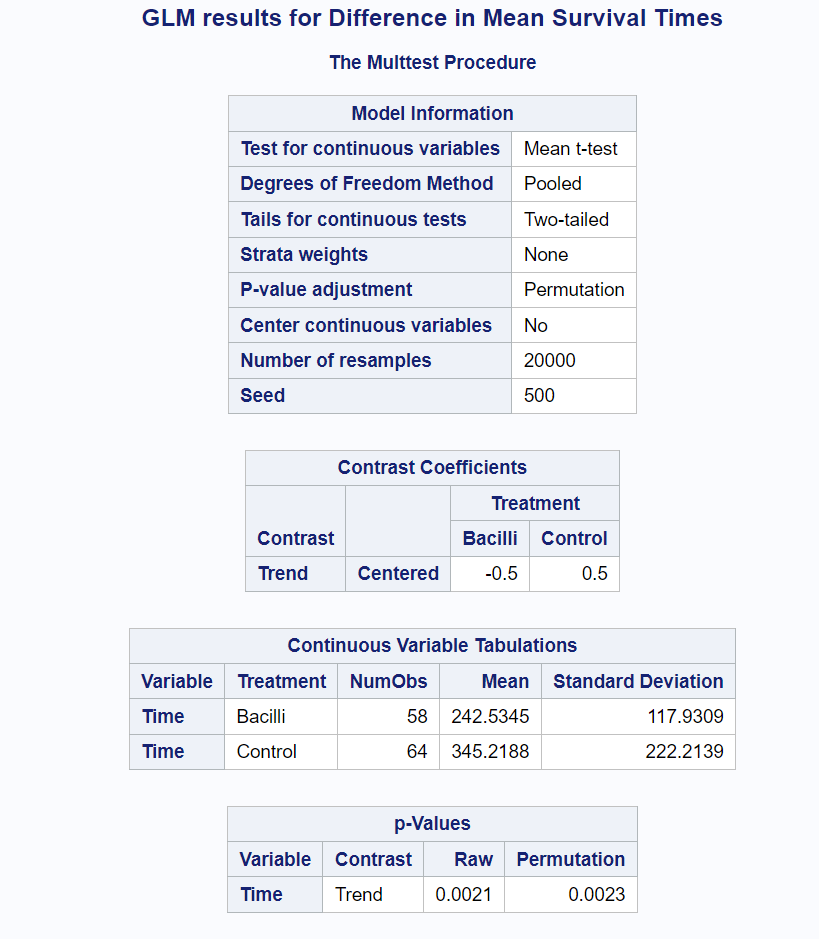 GLM results for Difference in Mean Survival Times
The Multtest Procedure
Model Information
Test for continuous variables Mean t-test
Degrees of Freedom Method Pooled
Tails for continuous tests Two-tailed
Strata weights None
P-value adjustment Permutation
Center continuous variables No
Number of resamples 20000
Seed 500
Contrast Coefficients
Treatment
Contrast Bacilli Control
Trend Centered -0.5 0.5
Continuous Variable Tabulations
Variable Treatment NumObs Mean Standard Deviation
Time Bacilli 58 242.5345 117.9309
Time Control 64 345.2188 222.2139
p-Values
Variable Contrast Raw Permutation
Time Trend 0.0021 0.0023